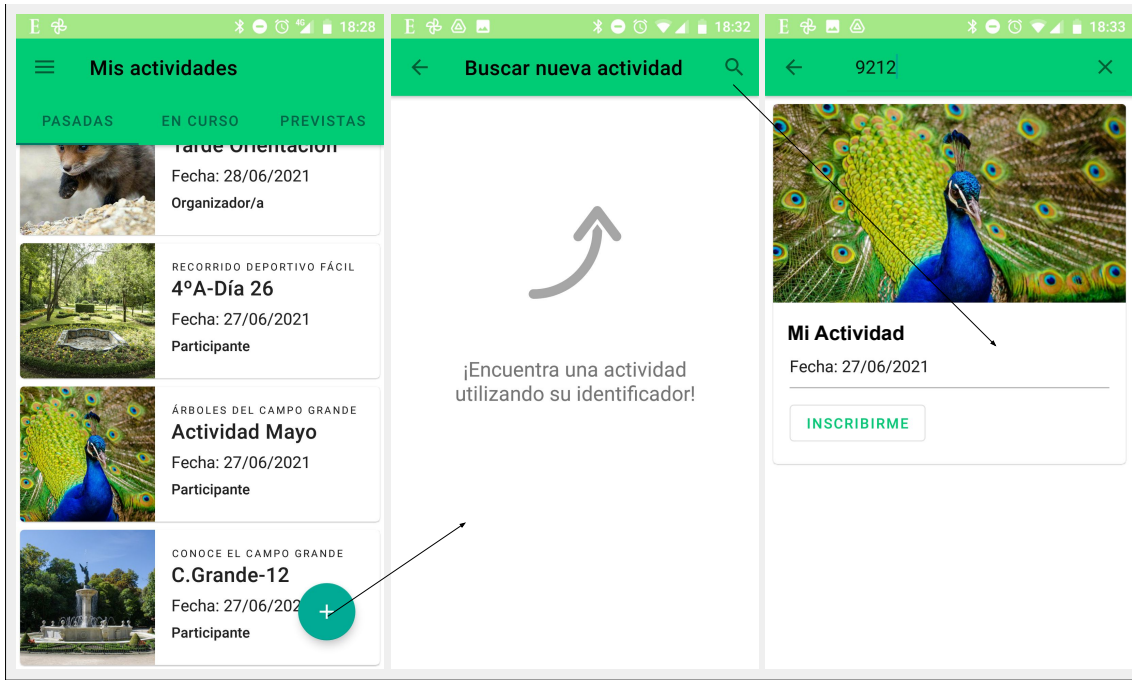 18:28
Mis actividades
PASADAS EN CURSO PREVISTAS
Tarde Orientación
Fecha: 28/06/2021
Organizador/a
RECORRIDO DEPORTIVO FÁCIL
4ºA-Día 26
Fecha: 27/06/2021
Participante
ÁRBOLES DEL CAMPO GRANDE
Actividad Mayo
Fecha: 27/06/2021
Participante
CONOCE EL CAMPO GRANDE
C.Grande-12
Fecha: 27/06/202
Participante
E 4G
18:32
E
Buscar nueva actividad
¡Encuentra una actividad
utilizando su identificador!
E 18:33
9212
Mi Actividad
Fecha: 27/06/2021
INSCRIBIRME